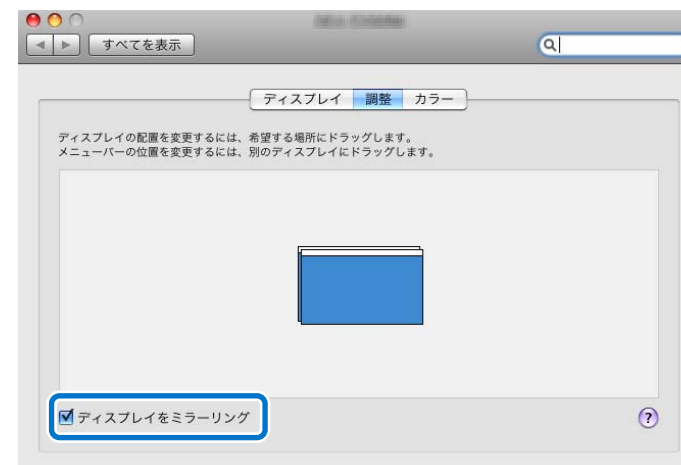 すべてを表示
ディスプレイ 調整 カラー
ディスプレイの配置を変更するには、希望する場所にドラッグします。
メニューバーの位置を変更するには、別のディスプレイにドラッグします。
ディスプレイをミラーリング
?